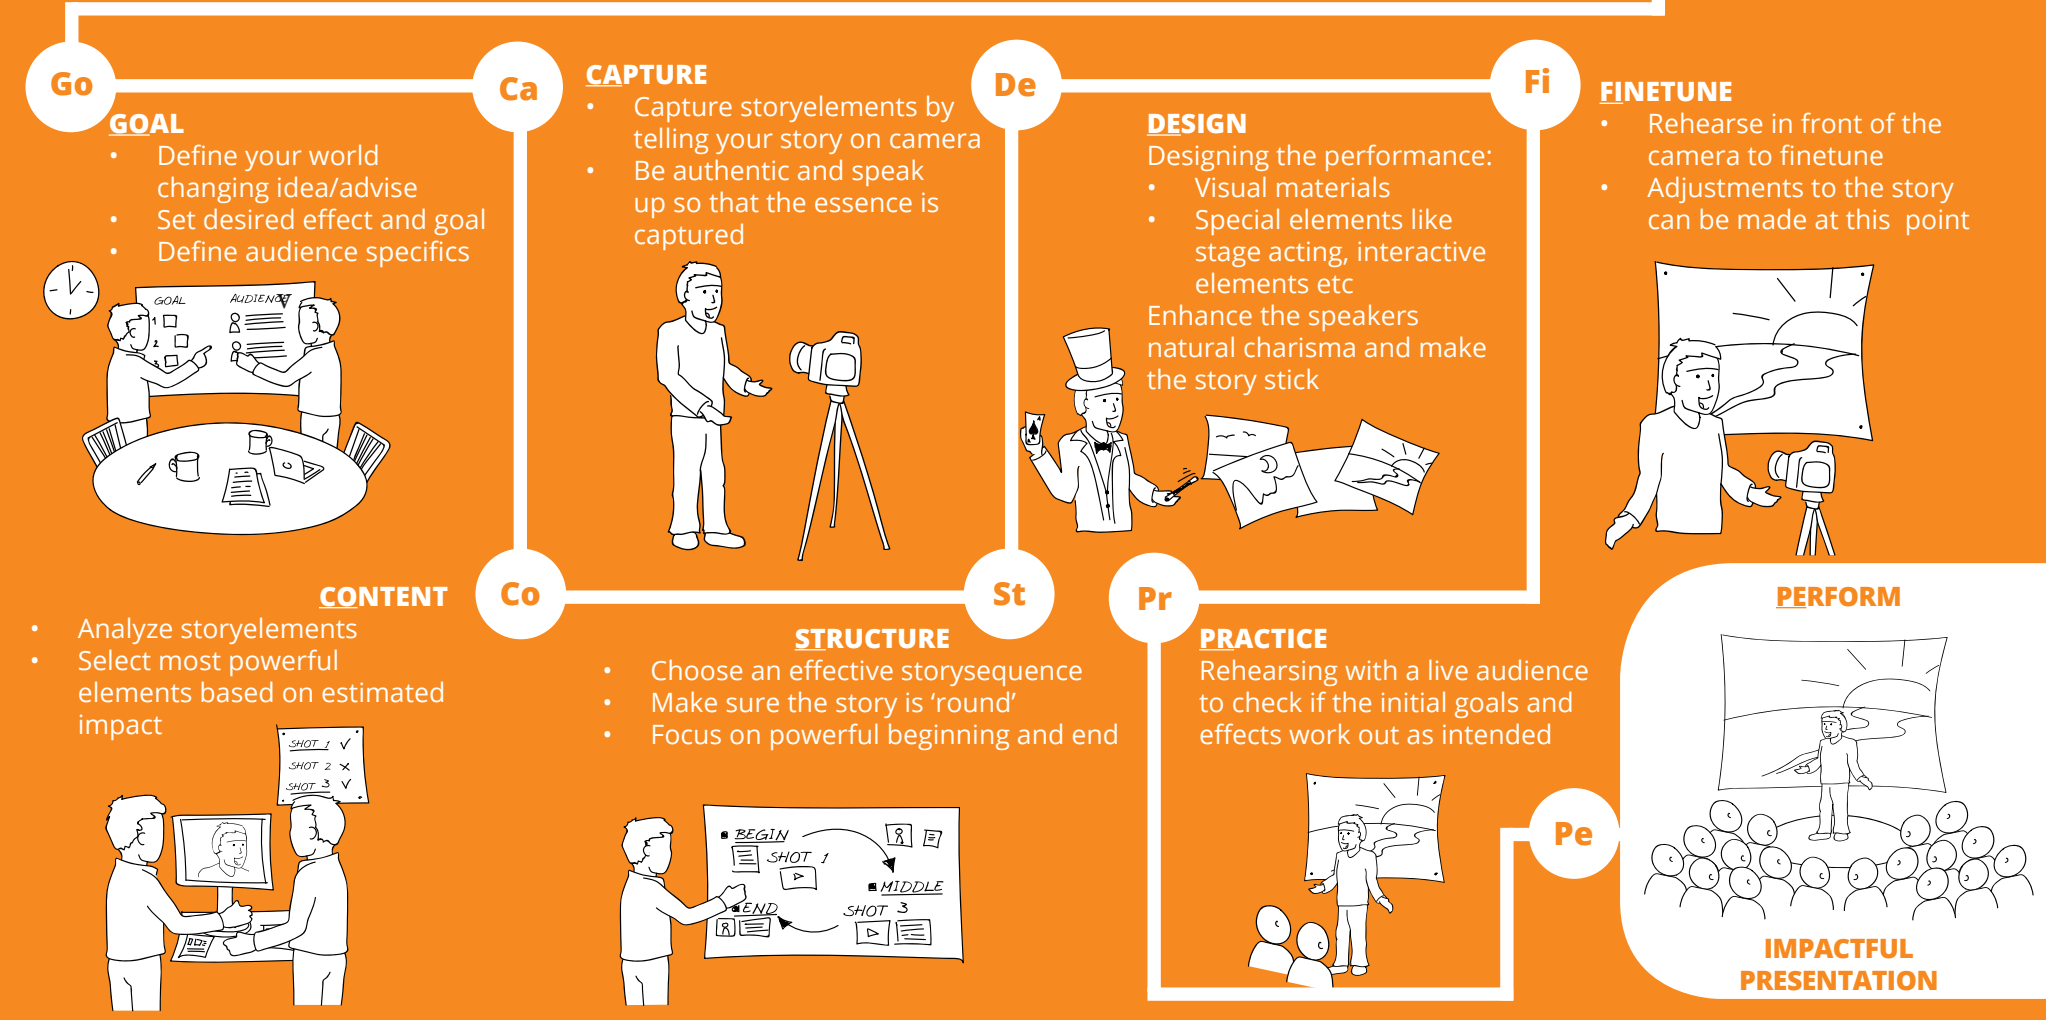 Go
GOAL
• Define your world
changing idea/advise
• Set desired effect and goal
• Define audience specifics
GOAL
AUDIENCE
1
2
3
Ca
CAPTURE
• Capture storyelements by
telling your story on camera
• Be authentic and speak
up so that the essence is
captured
Co
CONTENT
• Analyze storyelements
• Select most powerful
elements based on estimated
impact
SHOT 1 ✓
SHOT 2 ×
SHOT 3 ✓
St
STRUCTURE
• Choose an effective storysequence
• Make sure the story is ‘round’
• Focus on powerful beginning and end
BEGIN
SHOT 1
MIDDLE
END
SHOT 3
De
DESIGN
Designing the performance:
• Visual materials
• Special elements like
stage acting, interactive
elements etc
Enhance the speakers
natural charisma and make
the story stick
A
Fi
FINETUNE
• Rehearse in front of the
camera to finetune
• Adjustments to the story
can be made at this point
Pr
PRACTICE
Rehearsing with a live audience
to check if the initial goals and
effects work out as intended
Pe
PERFORM
IMPACTFUL
PRESENTATION